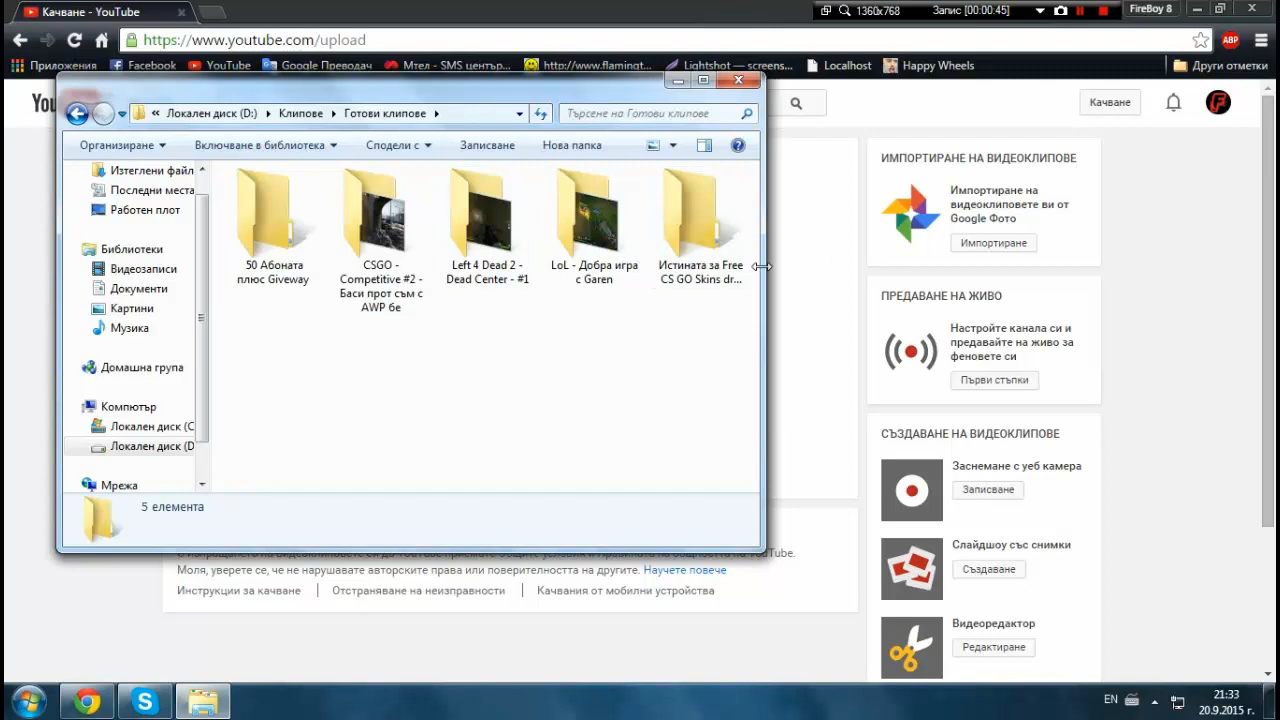 Качване - YouTube
1360x768
Запис [00:00:45]
FireBoy 8
https://www.youtube.com/upload
ABP
Приложения
Facebook
YouTube
Google Преводач
Мтел - SMS център...
http://www.flamingt...
Lightshot — screens...
Localhost
Happy Wheels
Други отметки
You
Качване
« Локален диск (D:)
Клипове
Готови клипове
Търсене на Готови клипове
Организиране
Включване в библиотека
Сподели с
Записване
Нова папка
Изтеглени файл
Последни места
Работен плот
Библиотеки
Видеозаписи
Документи
Картини
Музика
Домашна група
Компютър
Локален диск (C
Локален диск (D
Мрежа
50 Абоната
плюс Giveway
CSGO -
Competitive #2 -
Баси прот съм с
AWP бе
Left 4 Dead 2 -
Dead Center - #1
LoL - Добра игра
с Garen
Истината за Free
CS GO Skins dr...
5 елемента
ИМПОРТИРАНЕ НА ВИДЕОКЛИПОВЕ
Импортиране на
видеоклиповете ви от
Google Фото
Импортиране
ПРЕДАВАНЕ НА ЖИВО
Настройте канала си и
предавайте на живо за
феновете си
Първи стъпки
СЪЗДАВАНЕ НА ВИДЕОКЛИПОВЕ
Заснемане с уеб камера
Записване
Слайдшоу със снимки
Създаване
Видеоредактор
Редактиране
Моля, уверете се, че не нарушавате авторските права или поверителността на другите. Научете повече
Инструкции за качване
Отстраняване на неизправности
Качвания от мобилни устройства
EN
21:33
20.9.2015 г.